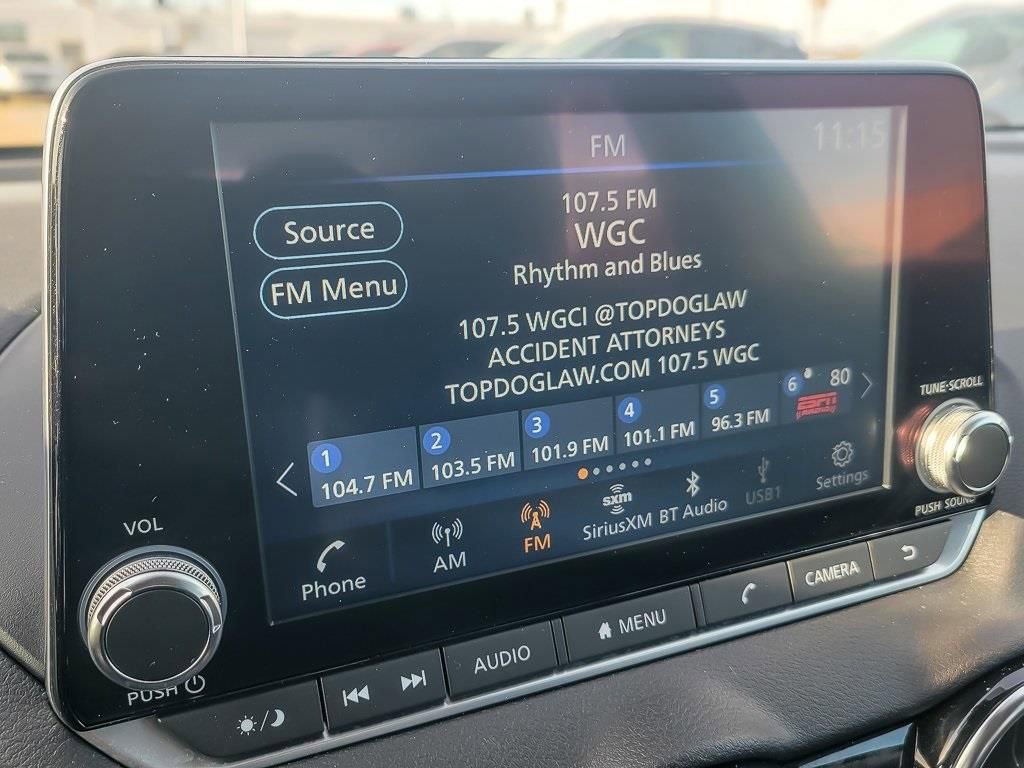 FM
11:15
Source
FM Menu
107.5 FM
WGC
Rhythm and Blues
107.5 WGCI @TOPDOGLAW
ACCIDENT ATTORNEYS
TOPDOGLAW.COM 107.5 WGC
1
104.7 FM
2
103.5 FM
3
101.9 FM
4
101.1 FM
5
96.3 FM
6
80
ESPN
Phone
AM
FM
sxm
SiriusXM
BT Audio
USB1
Settings
VOL
PUSH
TUNE·SCROLL
PUSH SOUND
AUDIO
MENU
CAMERA